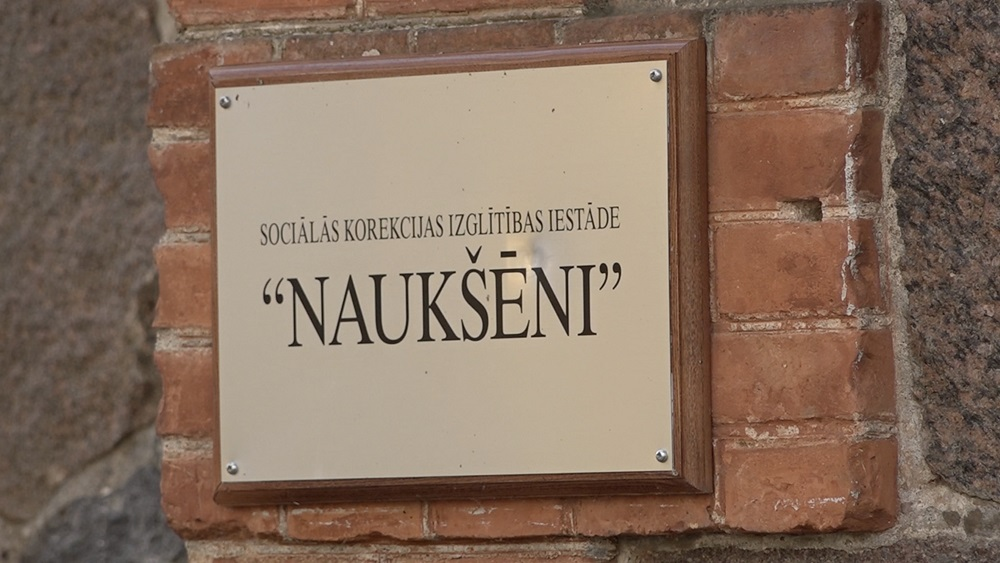 SOCIĀLĀS KOREKCIJAS IZGLĪTĪBAS IESTĀDE
“NAUKŠĒNI”